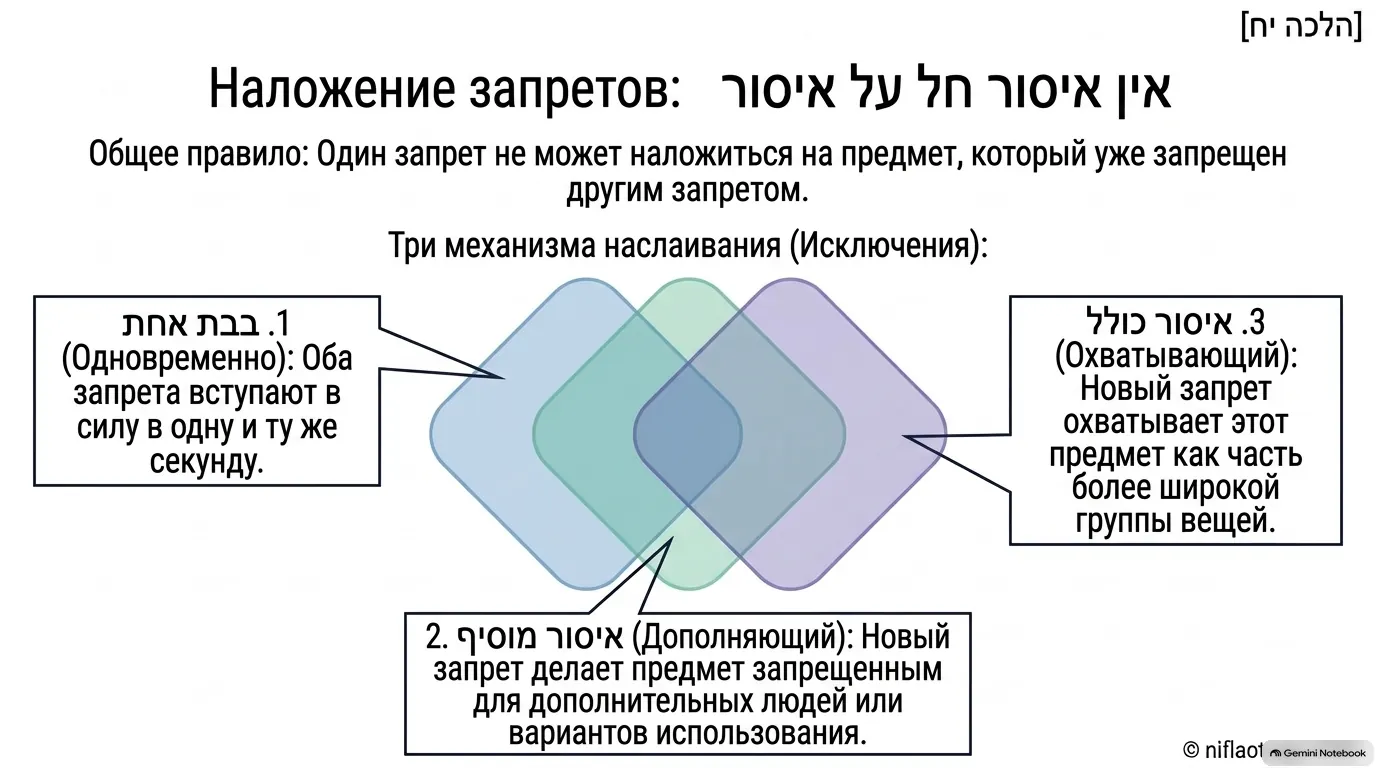 [הלכה יח]
Наложение запретов: אין איסור חל על איסור
Общее правило: Один запрет не может наложиться на предмет, который уже запрещен
другим запретом.
Три механизма наслаивания (Исключения):
1. בבת אחת
(Одновременно): Оба
запрета вступают в
силу в одну и ту же
секунду.
3. איסור כולל
(Охватывающий):
Новый запрет
охватывает этот
предмет как часть
более широкой
группы вещей.
2. איסור מוסיף (Дополняющий): Новый
запрет делает предмет запрещенным
для дополнительных людей или
вариантов использования.
© niflaot
Gemini Notebook